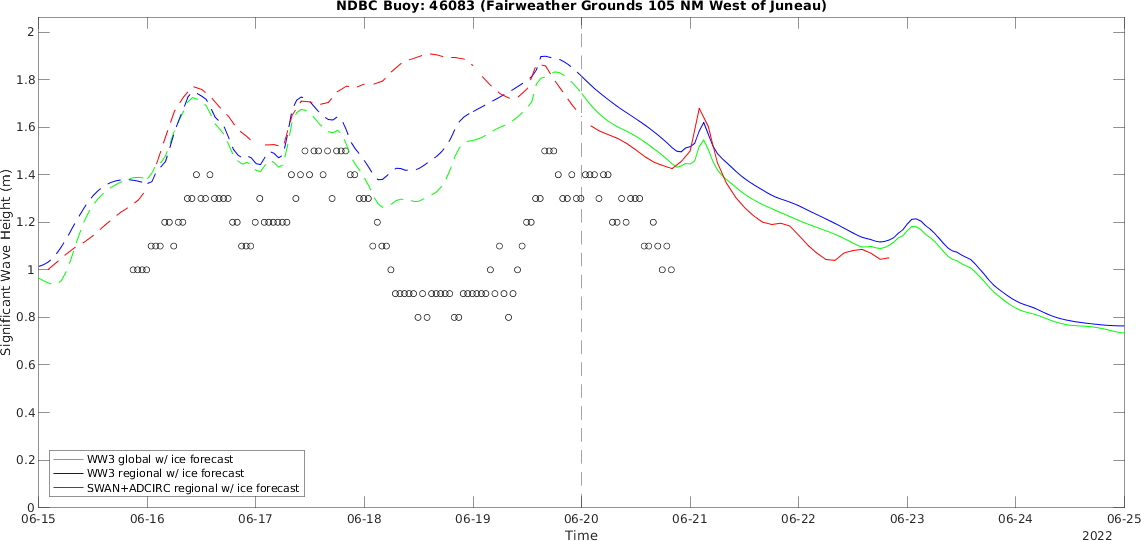 NDBC Buoy: 46083 (Fairweather Grounds 105 NM West of Juneau)
2
1.8
1.6
1.4
1.2
1
0.8
0.6
0.4
0.2
0
Significant Wave Height (m)
WW3 global w/ ice forecast
WW3 regional w/ ice forecast
SWAN+ADCIRC regional w/ ice forecast
06-15 06-16 06-17 06-18 06-19 06-20 06-21 06-22 06-23 06-24 06-25
Time
2022